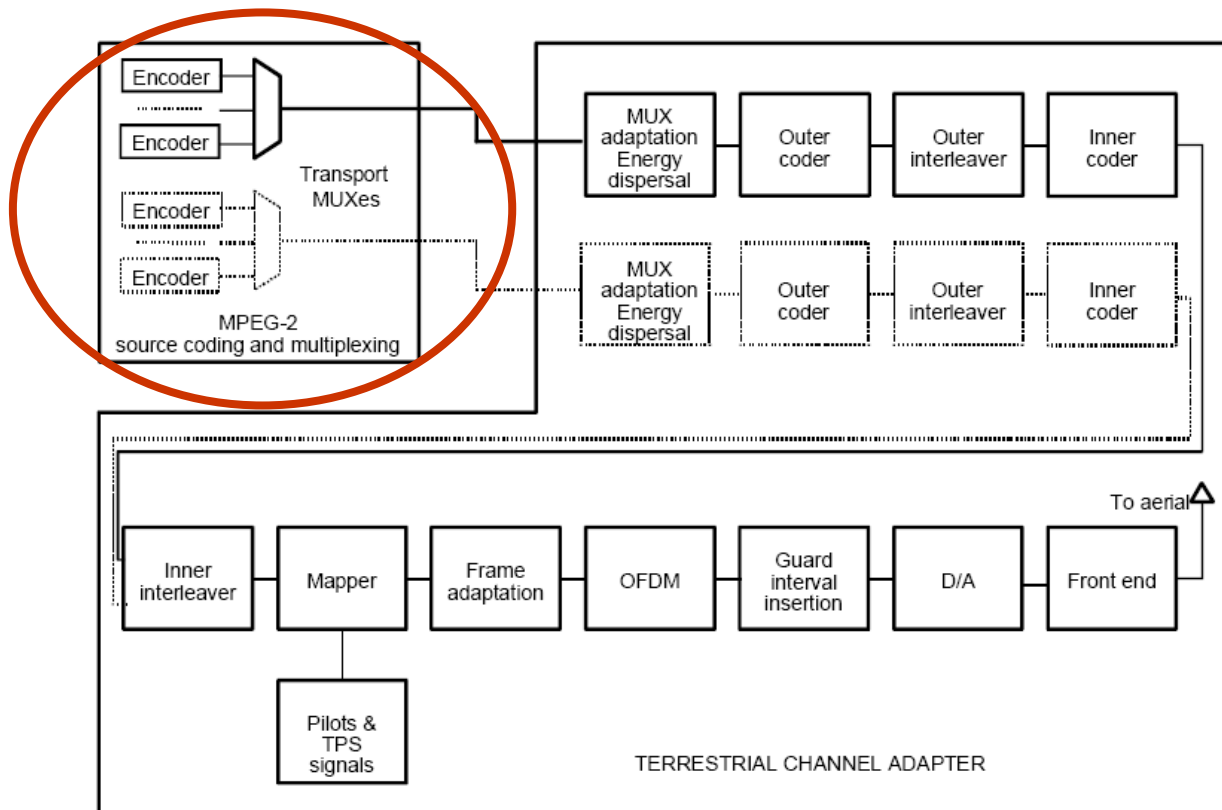 Encoder
Encoder
Transport
MUXes
Encoder
Encoder
MPEG-2
source coding and multiplexing
MUX
adaptation
Energy
dispersal
Outer
coder
Outer
interleaver
Inner
coder
MUX
adaptation
Energy
dispersal
Outer
coder
Outer
interleaver
Inner
coder
To aerial
Inner
interleaver
Mapper
Frame
adaptation
OFDM
Guard
interval
insertion
D/A
Front end
Pilots &
TPS
signals
TERRESTRIAL CHANNEL ADAPTER